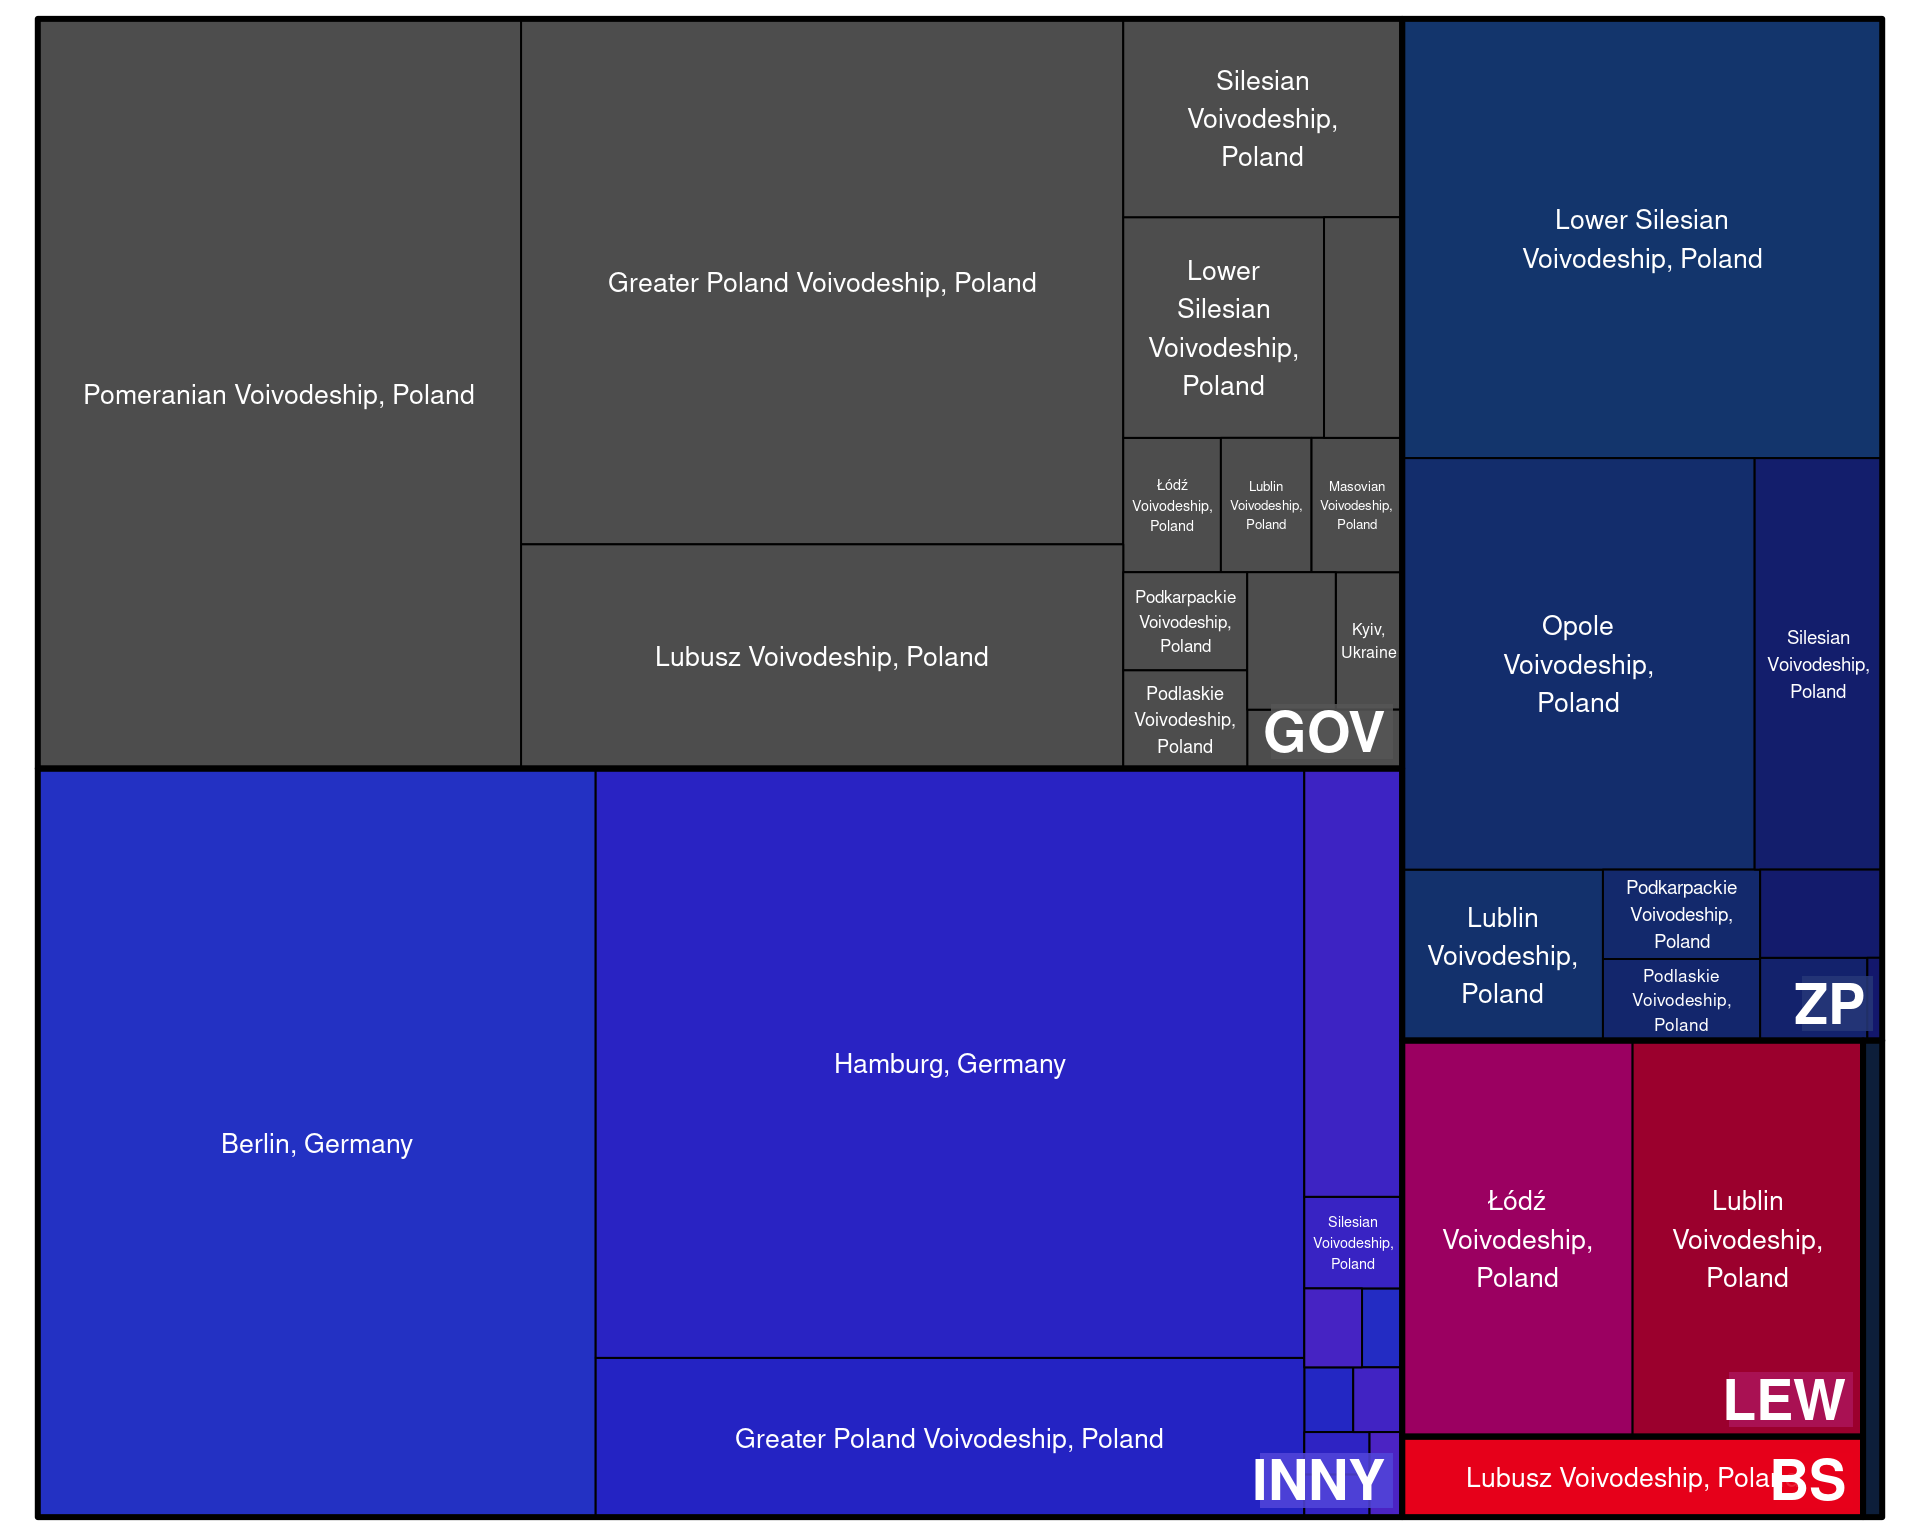 Pomeranian Voivodeship, Poland
Greater Poland Voivodeship, Poland
Lubusz Voivodeship, Poland
Silesian
Voivodeship,
Poland
Lower
Silesian
Voivodeship,
Poland
Łódź
Voivodeship,
Poland
Lublin
Voivodeship,
Poland
Masovian
Voivodeship,
Poland
Podkarpackie
Voivodeship,
Poland
Podlaskie
Voivodeship,
Poland
Kyiv,
Ukraine
GOV
Berlin, Germany
Hamburg, Germany
Greater Poland Voivodeship, Poland
Silesian
Voivodeship,
Poland
INNY
Lower Silesian
Voivodeship, Poland
Opole
Voivodeship,
Poland
Silesian
Voivodeship,
Poland
Lublin
Voivodeship,
Poland
Podkarpackie
Voivodeship,
Poland
Podlaskie
Voivodeship,
Poland
ZP
Łódź
Voivodeship,
Poland
Lublin
Voivodeship,
Poland
LEW
Lubusz Voivodeship,
BS